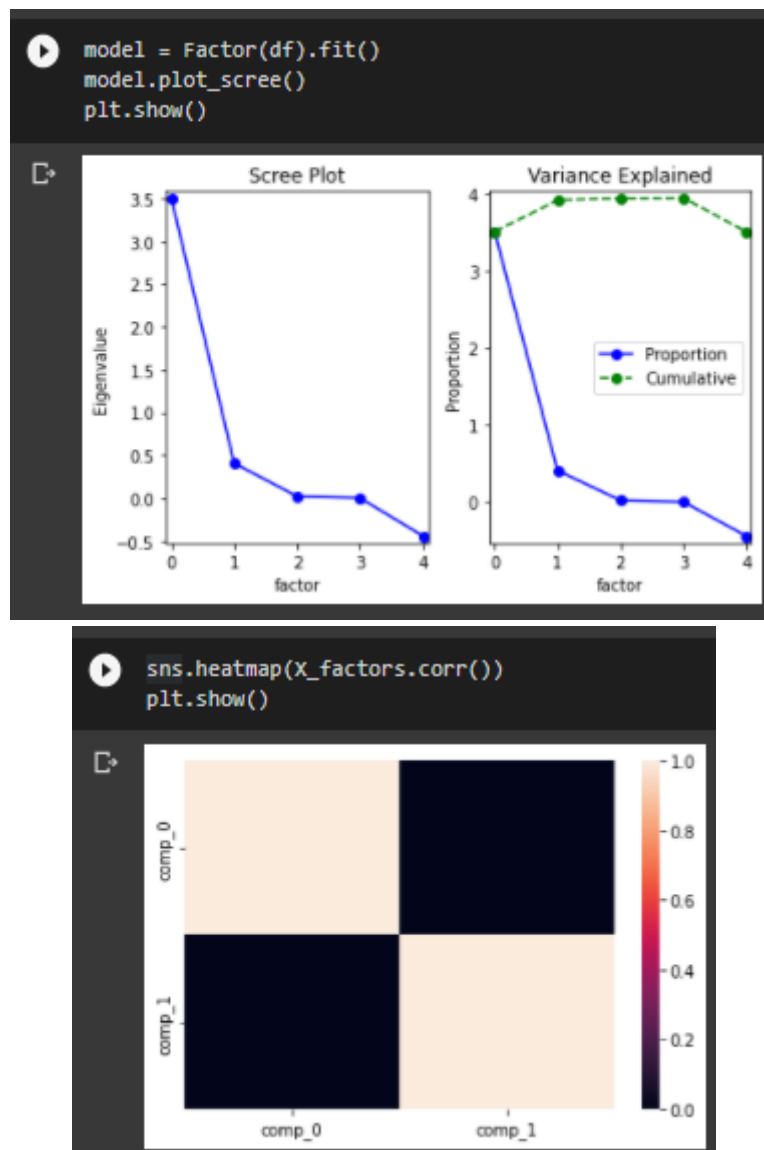 model = Factor(df).fit()
model.plot_scree()
plt.show()
Scree Plot
Variance Explained
3.5
3.0
2.5
2.0
1.5
1.0
0.5
0.0
−0.5
Eigenvalue
0 1 2 3 4
factor
4
3
2
1
0
Proportion
Proportion
Cumulative
0 1 2 3 4
factor
sns.heatmap(X_factors.corr())
plt.show()
comp_0
comp_1
1.0
0.8
0.6
0.4
0.2
0.0
comp_0 comp_1